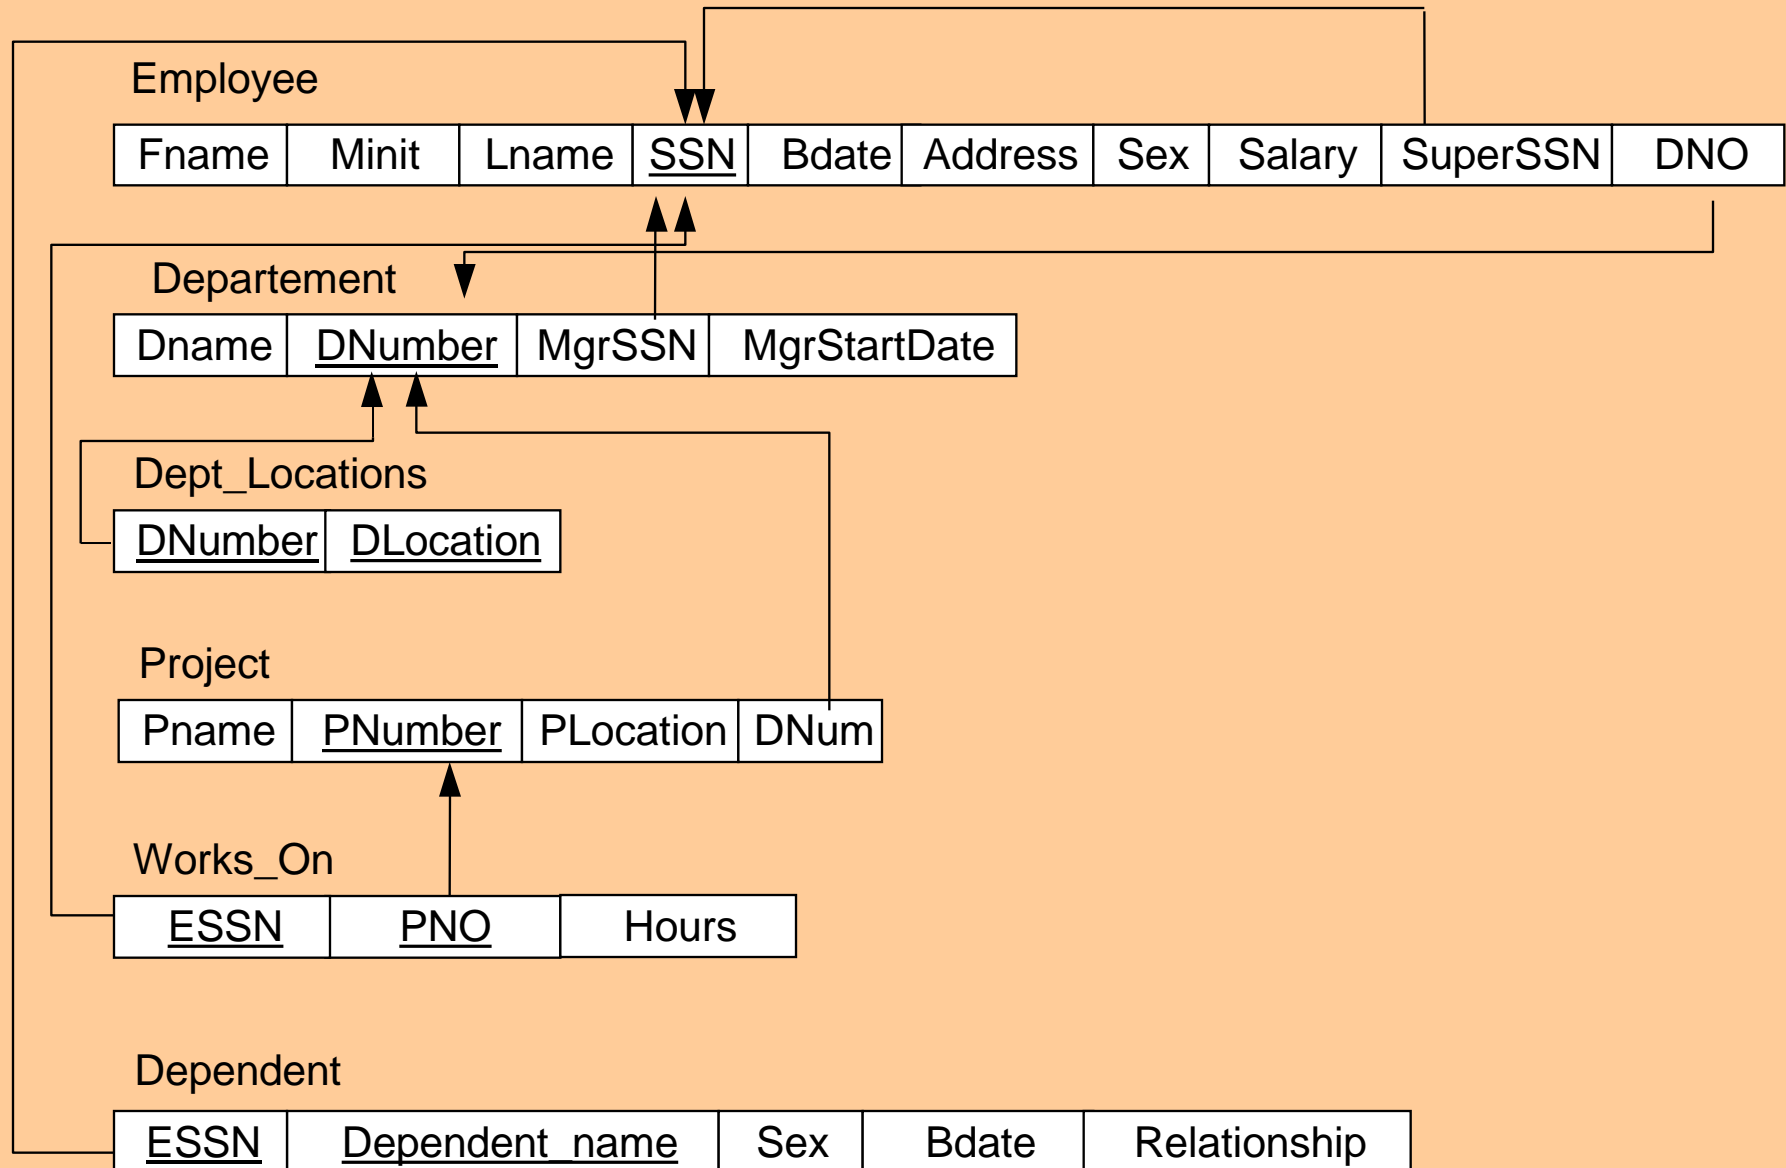 Employee
Fname Minit Lname SSN Bdate Address Sex Salary SuperSSN DNO
Departement
Dname DNumber MgrSSN MgrStartDate
Dept_Locations
DNumber DLocation
Project
Pname PNumber PLocation DNum
Works_On
ESSN PNO Hours
Dependent
ESSN Dependent_name Sex Bdate Relationship